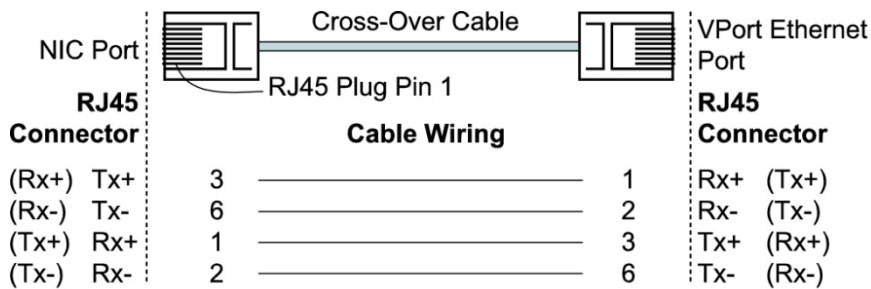 Cross-Over Cable
NIC Port
VPort Ethernet
Port
RJ45 Plug Pin 1
RJ45
Connector
Cable Wiring
RJ45
Connector
(Rx+) Tx+ 3 1 Rx+ (Tx+)
(Rx-) Tx- 6 2 Rx- (Tx-)
(Tx+) Rx+ 1 3 Tx+ (Rx+)
(Tx-) Rx- 2 6 Tx- (Rx-)